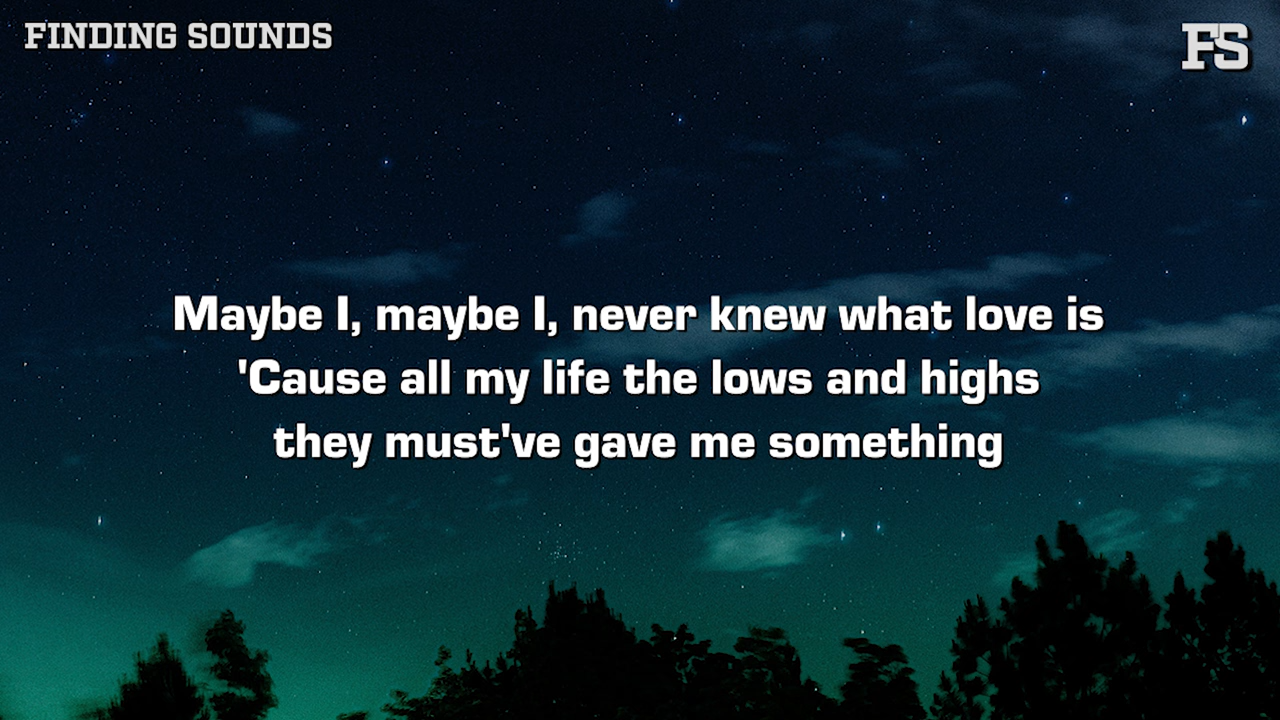 FINDING SOUNDS
FS
Maybe I, maybe I, never knew what love is
'Cause all my life the lows and highs
they must've gave me something